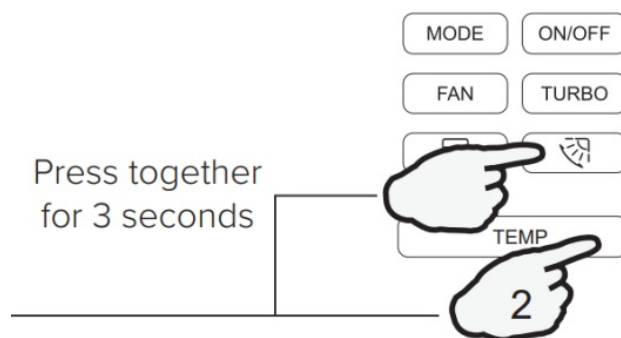 MODE ON/OFF
FAN TURBO
Press together
for 3 seconds
TEMP
2